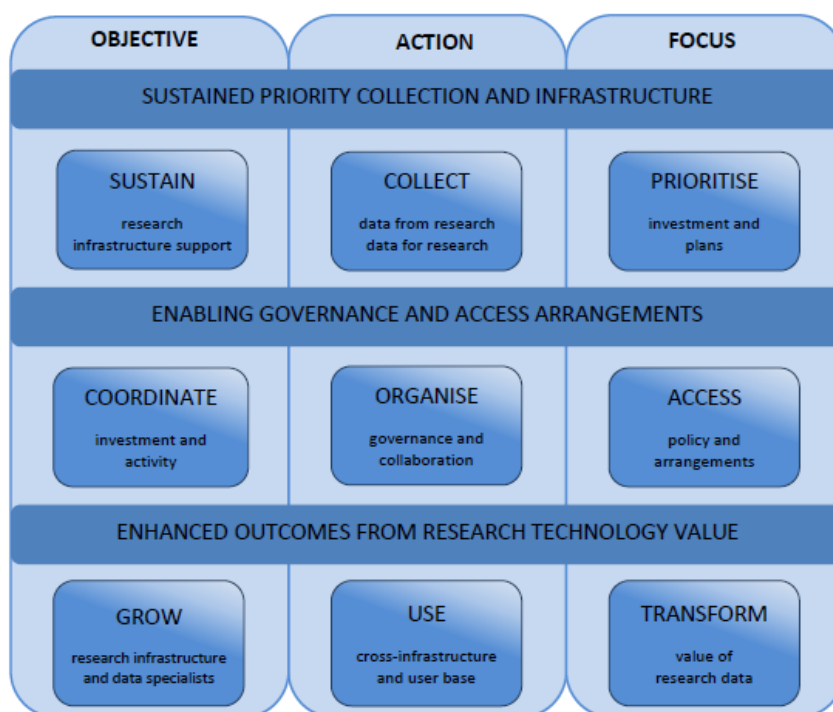 OBJECTIVE ACTION FOCUS
SUSTAINED PRIORITY COLLECTION AND INFRASTRUCTURE
SUSTAIN
research
infrastructure support
COLLECT
data from research
data for research
PRIORITISE
investment and
plans
ENABLING GOVERNANCE AND ACCESS ARRANGEMENTS
COORDINATE
investment and
activity
ORGANISE
governance and
collaboration
ACCESS
policy and
arrangements
ENHANCED OUTCOMES FROM RESEARCH TECHNOLOGY VALUE
GROW
research infrastructure
and data specialists
USE
cross-infrastructure
and user base
TRANSFORM
value of
research data